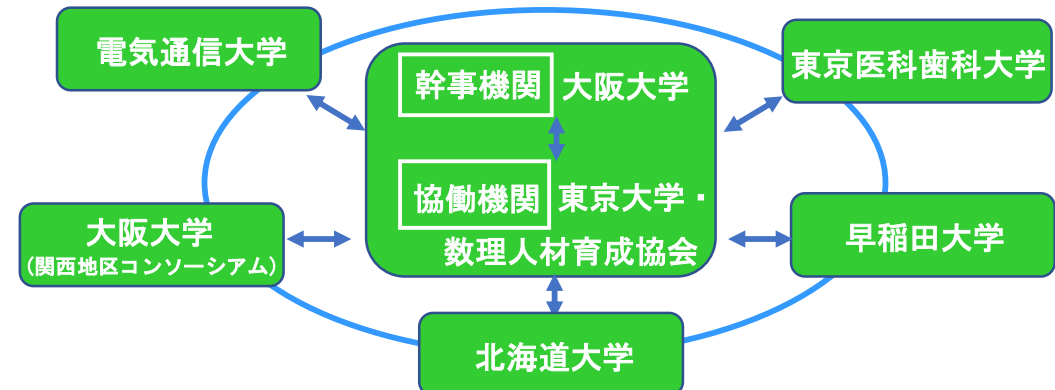 電気通信大学
東京医科歯科大学
幹事機関 大阪大学
協働機関 東京大学・
数理人材育成協会
大阪大学
（関西地区コンソーシアム）
早稲田大学
北海道大学